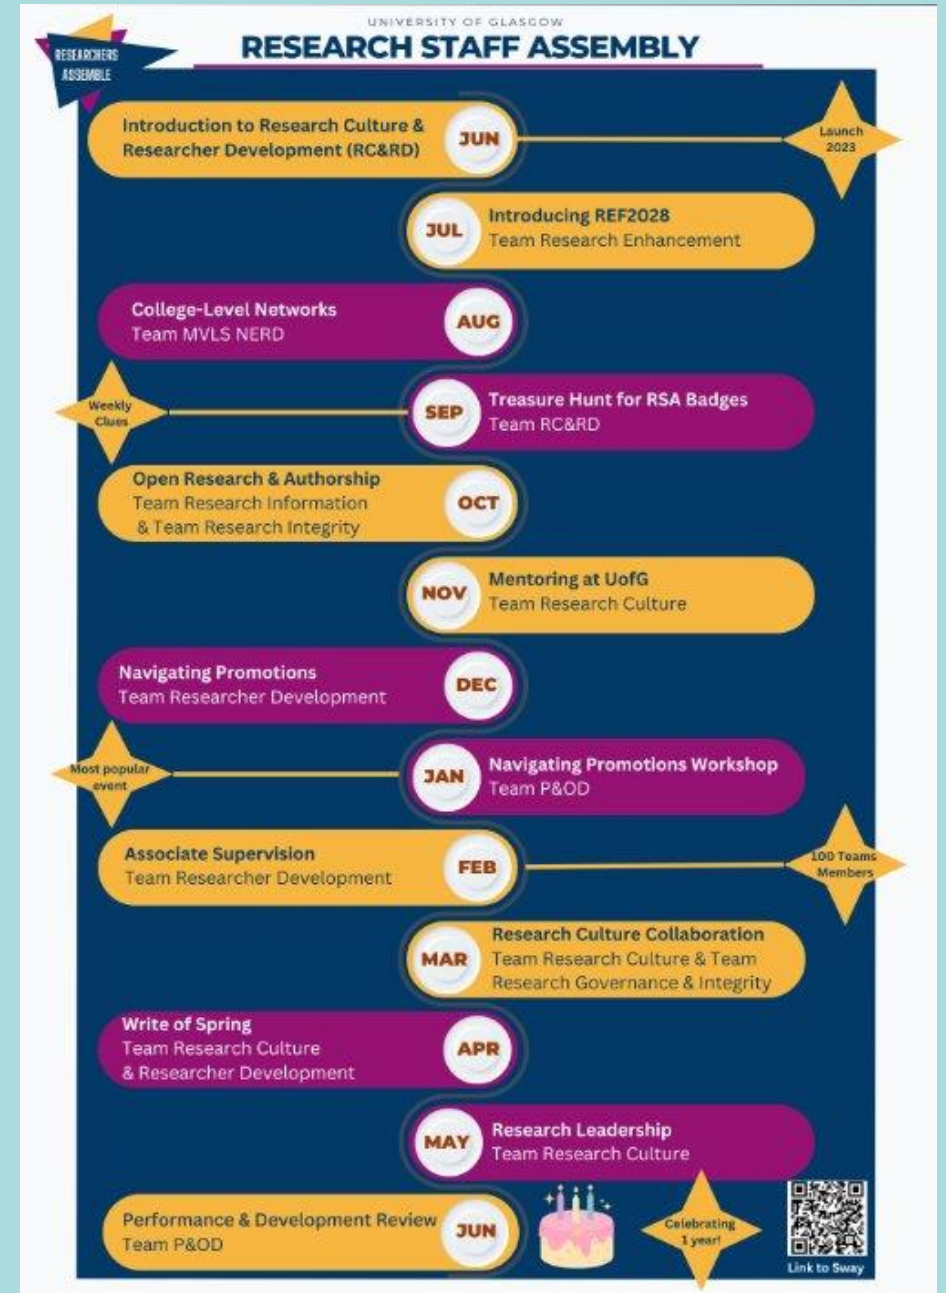 UNIVERSITY OF GLASGOW
RESEARCH STAFF ASSEMBLY
RESEARCHERS
ASSEMBLE
Introduction to Research Culture &
Researcher Development (RC&RD)
JUN
Launch
2023
JUL
Introducing REF2028
Team Research Enhancement
College-Level Networks
Team MVLS NERD
AUG
Weekly
Clues
SEP
Treasure Hunt for RSA Badges
Team RC&RD
Open Research & Authorship
Team Research Information
& Team Research Integrity
OCT
NOV
Mentoring at UofG
Team Research Culture
Navigating Promotions
Team Researcher Development
DEC
Most popular
event
JAN
Navigating Promotions Workshop
Team P&OD
Associate Supervision
Team Researcher Development
FEB
100 Teams
Members
MAR
Research Culture Collaboration
Team Research Culture & Team
Research Governance & Integrity
Write of Spring
Team Research Culture
& Researcher Development
APR
MAY
Research Leadership
Team Research Culture
Performance & Development Review
Team P&OD
JUN
Celebrating
1 year!
Link to Sway